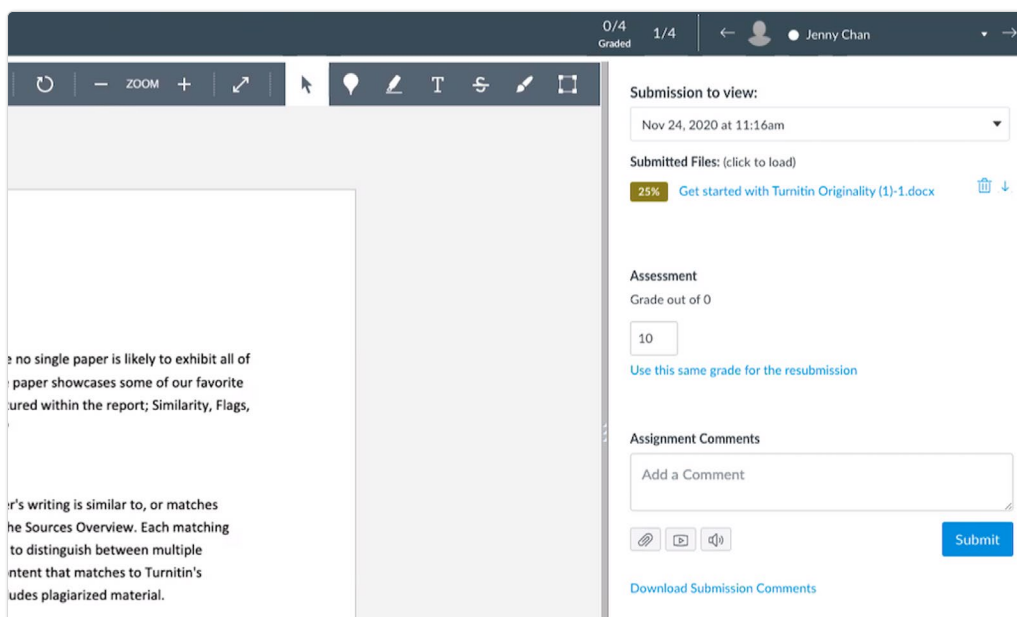 0/4
Graded
1/4
Jenny Chan
ZOOM
T
S
Submission to view:
Nov 24, 2020 at 11:16am
Submitted Files: (click to load)
25% Get started with Turnitin Originality (1)-1.docx
Assessment
Grade out of 0
10
Use this same grade for the resubmission
Assignment Comments
Add a Comment
Submit
Download Submission Comments
no single paper is likely to exhibit all of
paper showcases some of our favorite
within the report; Similarity, Flags,
writing is similar to, or matches
the Sources Overview. Each matching
to distinguish between multiple
that matches to Turnitin's
plagiarized material.